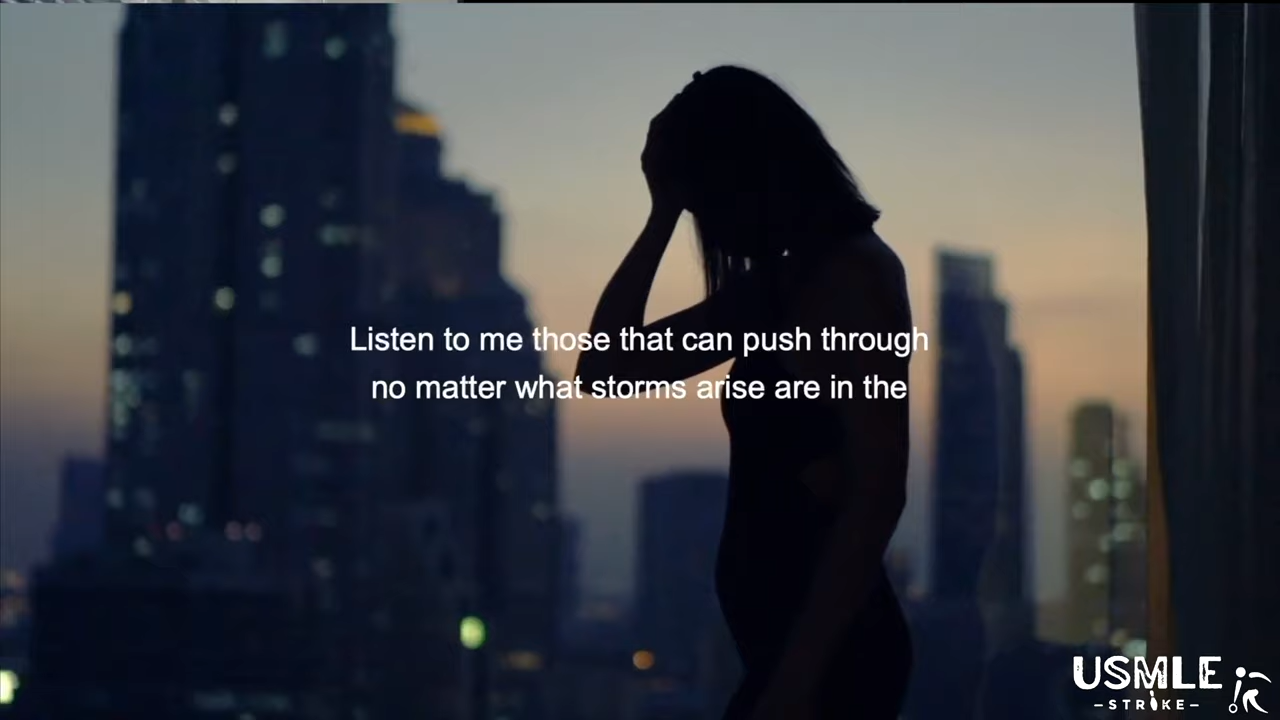 Listen to me those that can push through
no matter what storms arise are in the
USMLE
-STRIKE-